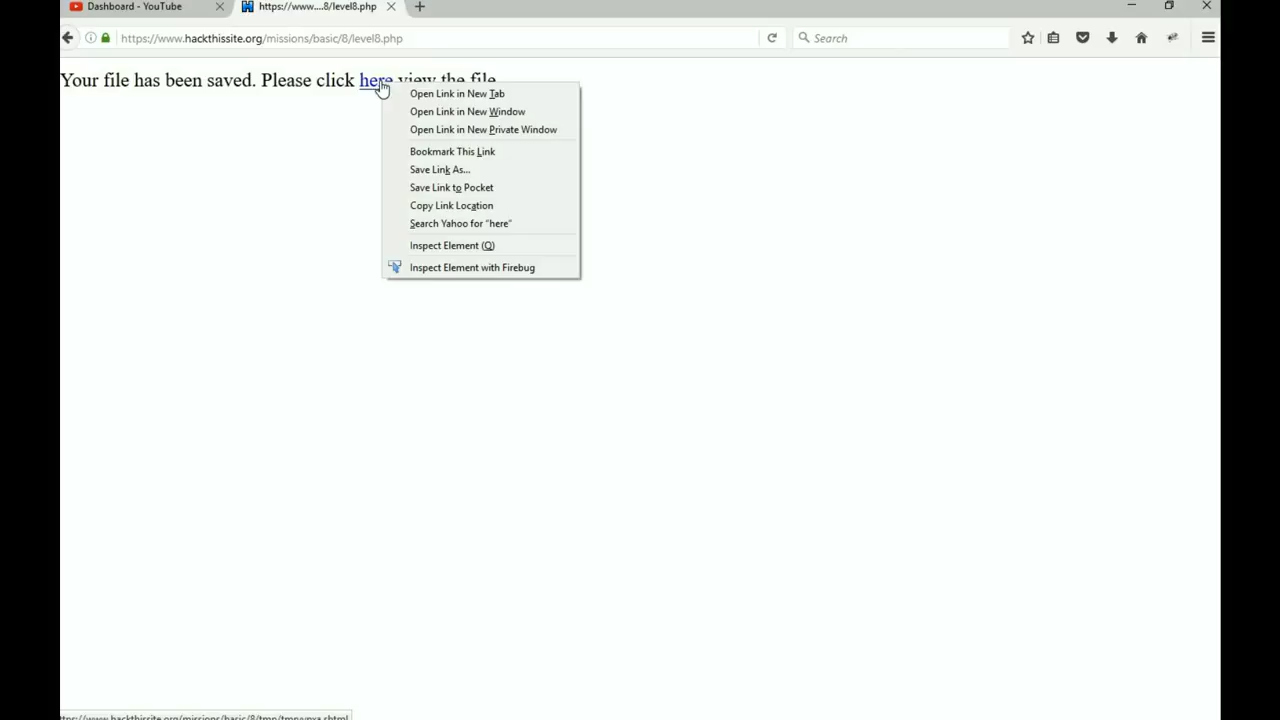 Dashboard - YouTube
https://www....8/level8.php
https://www.hackthissite.org/missions/basic/8/level8.php
Search
Your file has been saved. Please click here view the file.
Open Link in New Tab
Open Link in New Window
Open Link in New Private Window
Bookmark This Link
Save Link As...
Save Link to Pocket
Copy Link Location
Search Yahoo for "here"
Inspect Element (Q)
Inspect Element with Firebug